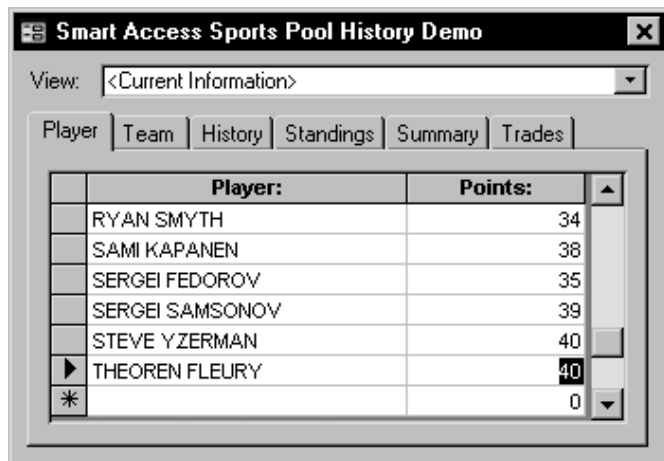 Smart Access Sports Pool History Demo
View: <Current Information>
Player Team History Standings Summary Trades
Player: Points:
RYAN SMYTH 34
SAMI KAPANEN 38
SERGEI FEDOROV 35
SERGEI SAMSONOV 39
STEVE YZERMAN 40
THEOREN FLEURY 40
0